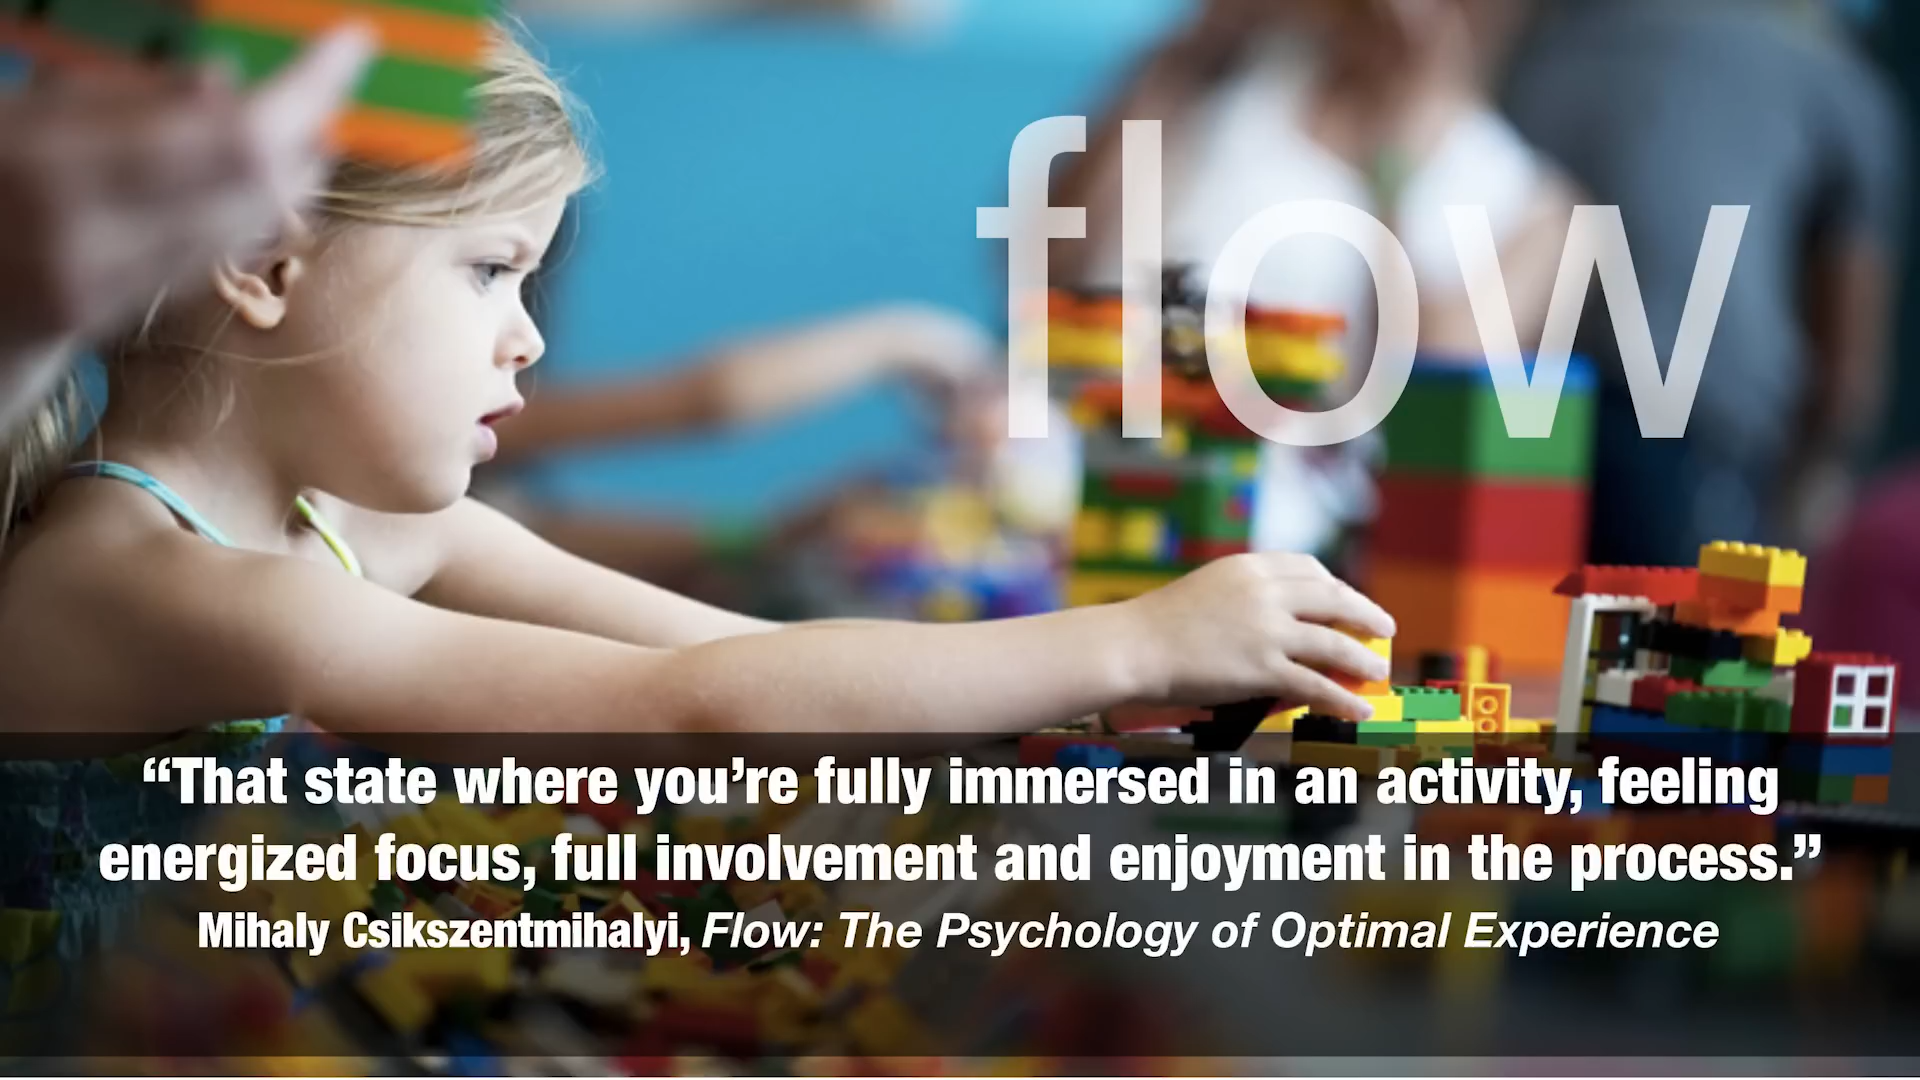 flow
“That state where you’re fully immersed in an activity, feeling
energized focus, full involvement and enjoyment in the process.”
Mihaly Csikszentmihalyi, Flow: The Psychology of Optimal Experience